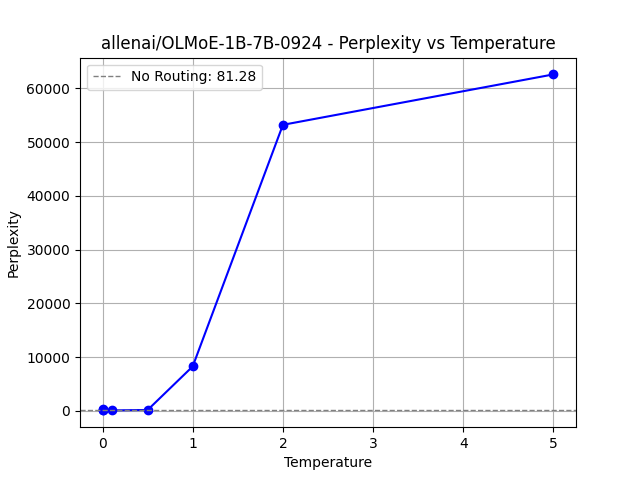 allenai/OLMoE-1B-7B-0924 - Perplexity vs Temperature
No Routing: 81.28
60000
50000
40000
30000
20000
10000
0
Perplexity
0 1 2 3 4 5
Temperature